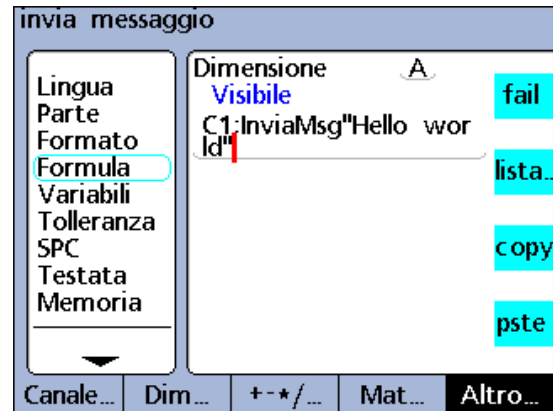 invia messaggio
Lingua
Parte
Formato
Formula
Variabili
Tolleranza
SPC
Testata
Memoria
Dimensione A
Visibile
C1:InviaMsg"Hello wor
ld"
fail
lista..
copy
pste
Canale... Dim... +-*/... Mat... Altro...